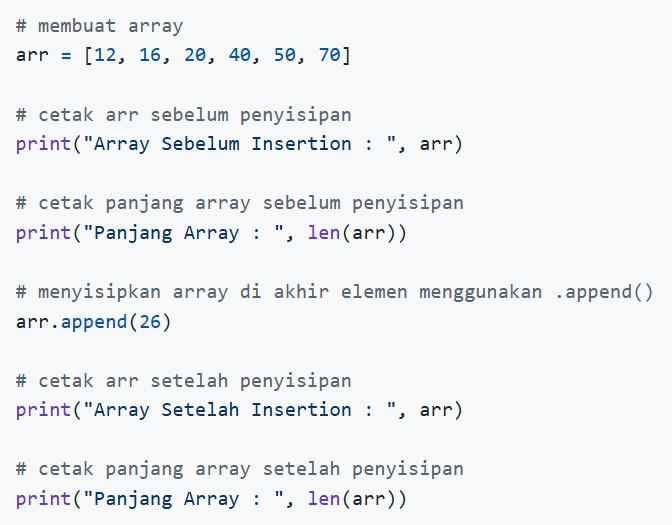 # membuat array
arr = [12, 16, 20, 40, 50, 70]
# cetak arr sebelum penyisipan
print("Array Sebelum Insertion : ", arr)
# cetak panjang array sebelum penyisipan
print("Panjang Array : ", len(arr))
# menyisipkan array di akhir elemen menggunakan .append()
arr.append(26)
# cetak arr setelah penyisipan
print("Array Setelah Insertion : ", arr)
# cetak panjang array setelah penyisipan
print("Panjang Array : ", len(arr))